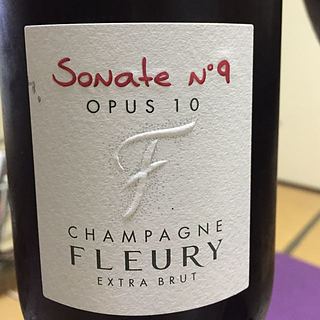 Sonate N°9
OPUS 10
F
CHAMPAGNE
FLEURY
EXTRA BRUT